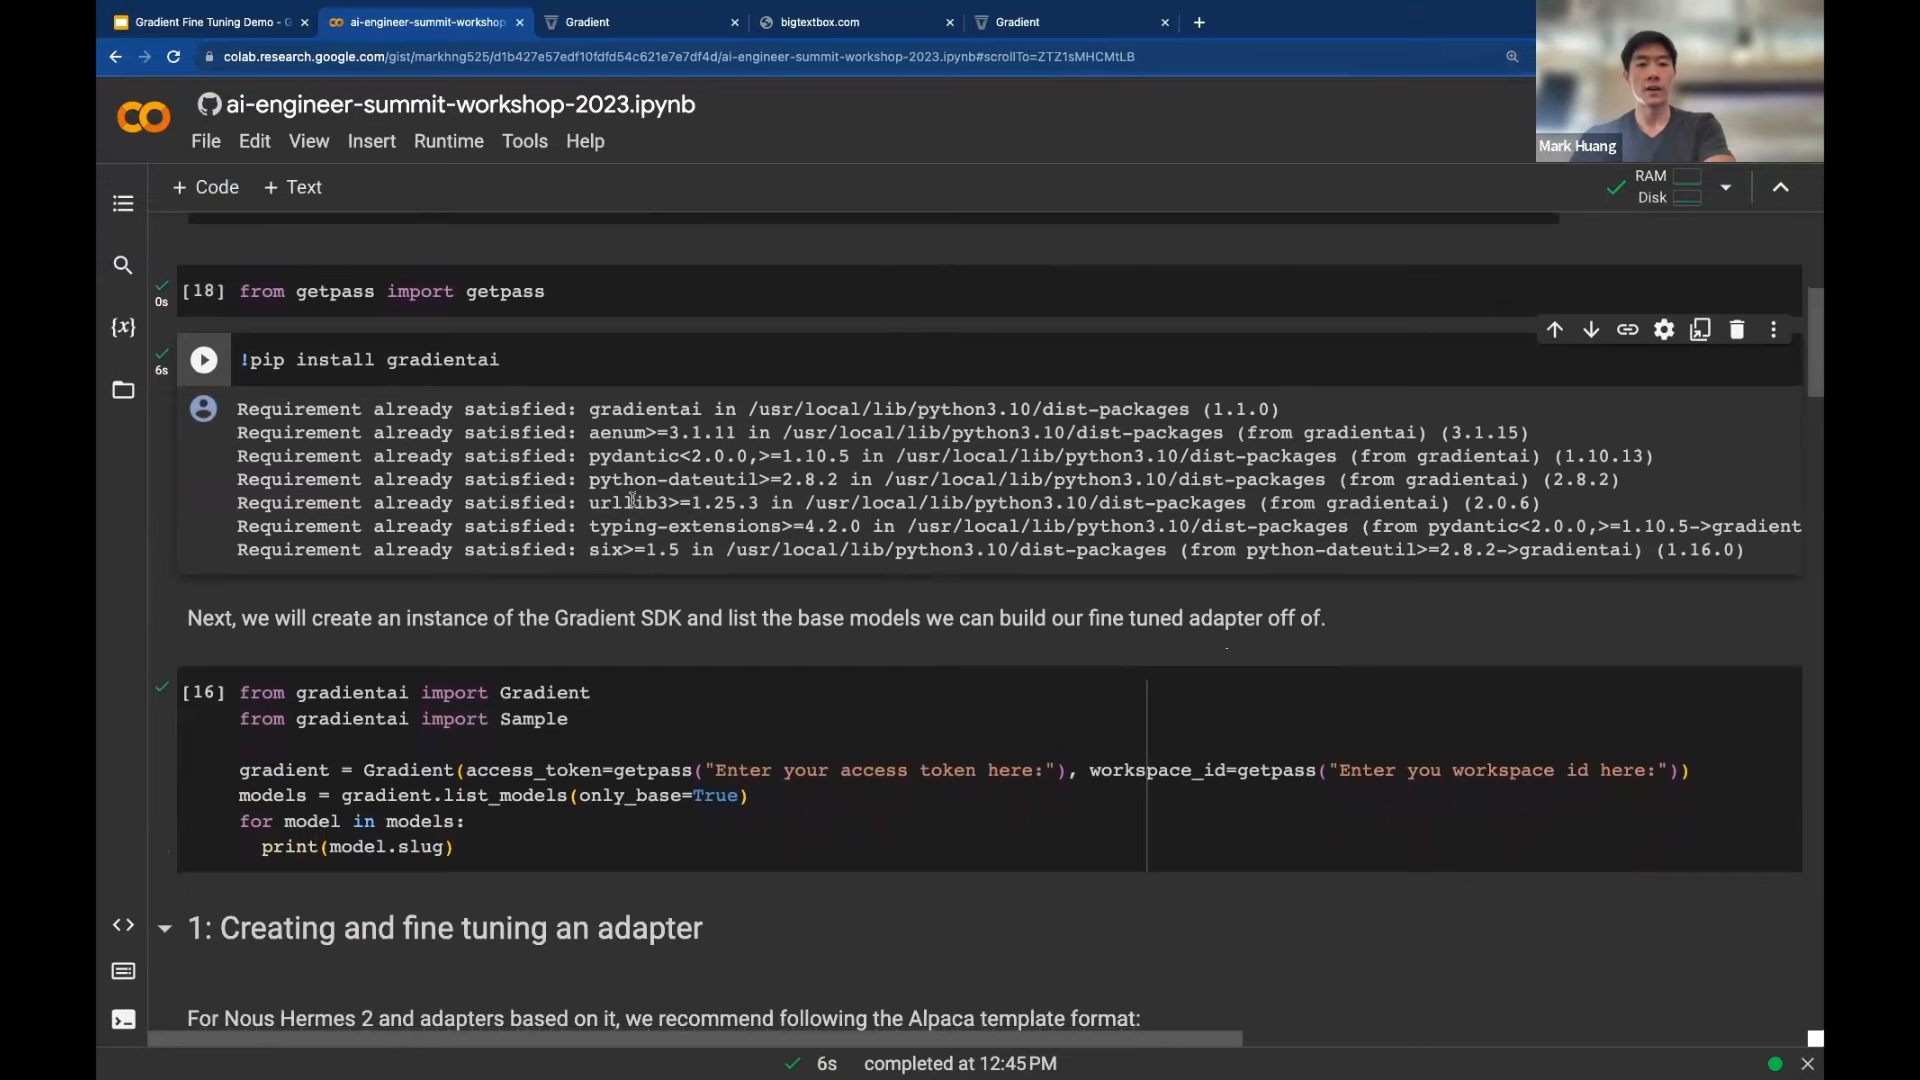 Gradient Fine Tuning Demo - G
ai-engineer-summit-workshop
Gradient
bigtextbox.com
Gradient
colab.research.google.com/gist/markhng525/d1b427e57edf10fdfd54c621e7e7df4d/ai-engineer-summit-workshop-2023.ipynb#scrollTo=ZTZ1sMHCMtLB
ai-engineer-summit-workshop-2023.ipynb
File Edit View Insert Runtime Tools Help
Mark Huang
+ Code + Text
RAM
Disk
[18] from getpass import getpass
0s
!pip install gradientai
6s
Requirement already satisfied: gradientai in /usr/local/lib/python3.10/dist-packages (1.1.0)
Requirement already satisfied: aenum>=3.1.11 in /usr/local/lib/python3.10/dist-packages (from gradientai) (3.1.15)
Requirement already satisfied: pydantic<2.0.0,>=1.10.5 in /usr/local/lib/python3.10/dist-packages (from gradientai) (1.10.13)
Requirement already satisfied: python-dateutil>=2.8.2 in /usr/local/lib/python3.10/dist-packages (from gradientai) (2.8.2)
Requirement already satisfied: urllib3>=1.25.3 in /usr/local/lib/python3.10/dist-packages (from gradientai) (2.0.6)
Requirement already satisfied: typing-extensions>=4.2.0 in /usr/local/lib/python3.10/dist-packages (from pydantic<2.0.0,>=1.10.5->gradient
Requirement already satisfied: six>=1.5 in /usr/local/lib/python3.10/dist-packages (from python-dateutil>=2.8.2->gradientai) (1.16.0)
Next, we will create an instance of the Gradient SDK and list the base models we can build our fine tuned adapter off of.
[16] from gradientai import Gradient
from gradientai import Sample
gradient = Gradient(access_token=getpass("Enter your access token here:"), workspace_id=getpass("Enter you workspace id here:"))
models = gradient.list_models(only_base=True)
for model in models:
print(model.slug)
1: Creating and fine tuning an adapter
For Nous Hermes 2 and adapters based on it, we recommend following the Alpaca template format:
6s completed at 12:45 PM